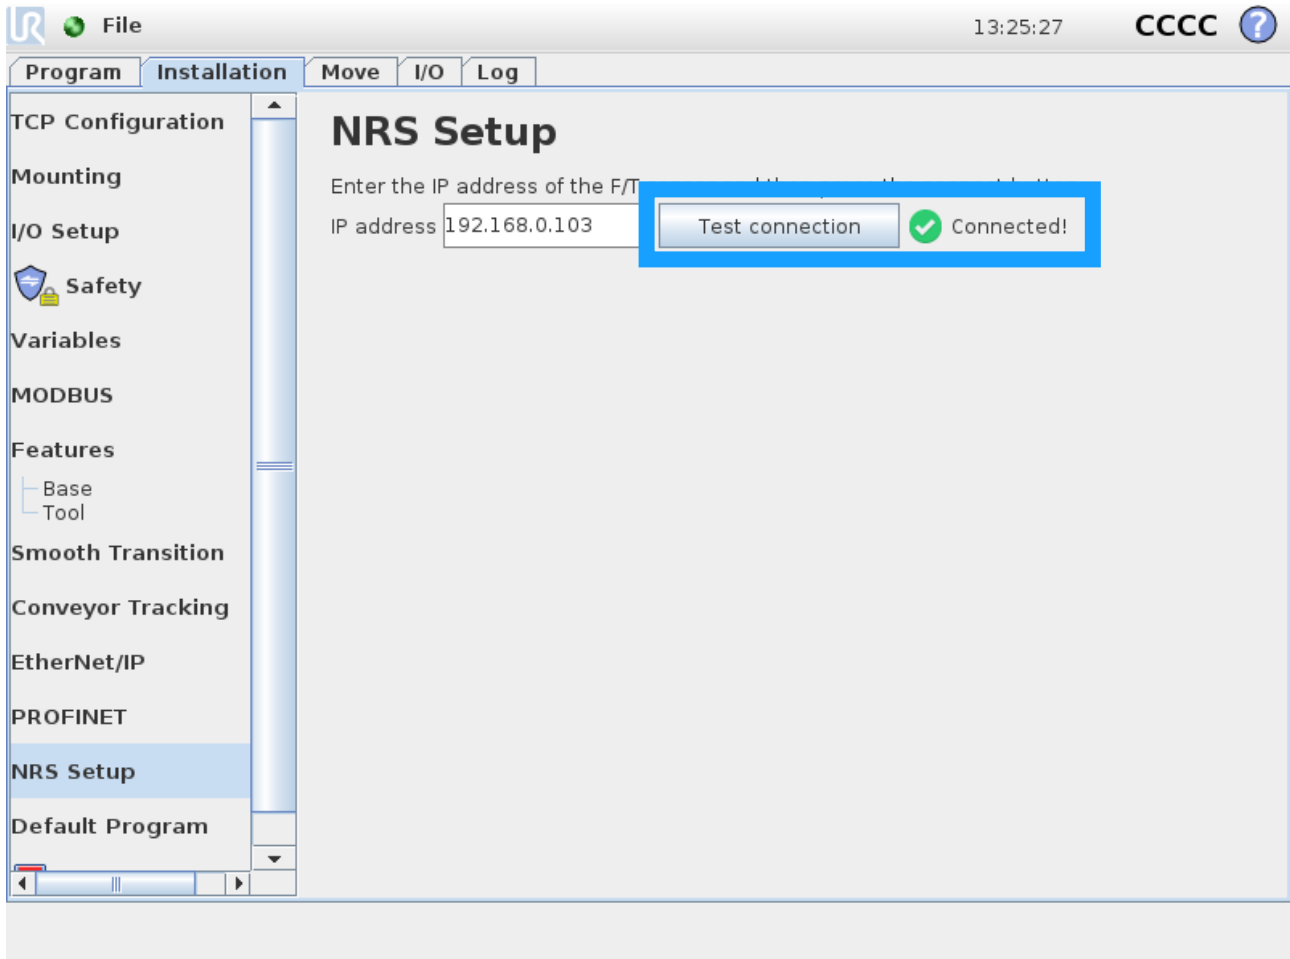 UR File 13:25:27 CCCC ?
Program Installation Move I/O Log
TCP Configuration
Mounting
I/O Setup
Safety
Variables
MODBUS
Features
Base
Tool
Smooth Transition
Conveyor Tracking
EtherNet/IP
PROFINET
NRS Setup
Default Program
NRS Setup
Enter the IP address of the F/T
IP address 192.168.0.103 Test connection Connected!